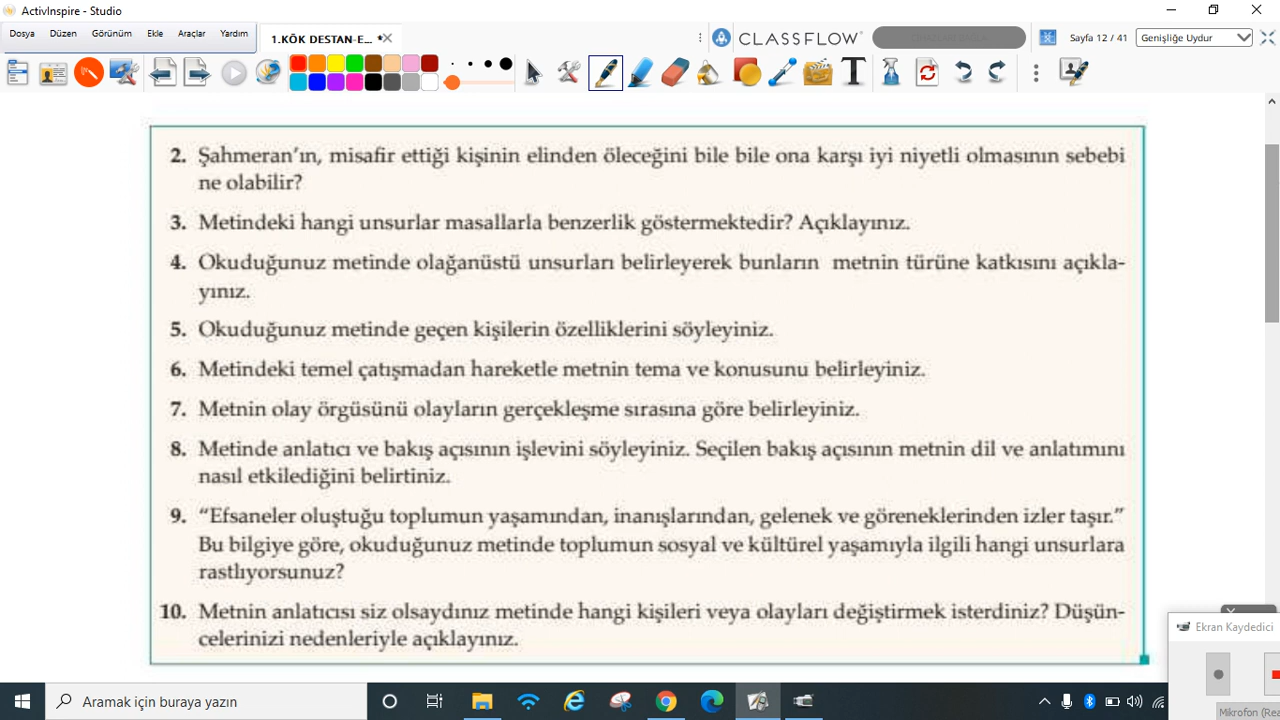 ActivInspire - Studio
Dosya Düzen Görünüm Ekle Araçlar Yardım
1.KÖK DESTAN-E... *
CLASSFLOW
Sayfa 12 / 41
Genişliğe Uydur
2. Şahmeran’ın, misafir ettiği kişinin elinden öleceğini bile bile ona karşı iyi niyetli olmasının sebebi
ne olabilir?
3. Metindeki hangi unsurlar masallarla benzerlik göstermektedir? Açıklayınız.
4. Okuduğunuz metinde olağanüstü unsurları belirleyerek bunların metnin türüne katkısını açıkla-
yınız.
5. Okuduğunuz metinde geçen kişilerin özelliklerini söyleyiniz.
6. Metindeki temel çatışmadan hareketle metnin tema ve konusunu belirleyiniz.
7. Metnin olay örgüsünü olayların gerçekleşme sırasına göre belirleyiniz.
8. Metinde anlatıcı ve bakış açısının işlevini söyleyiniz. Seçilen bakış açısının metnin dil ve anlatımını
nasıl etkilediğini belirtiniz.
9. “Efsaneler oluştuğu toplumun yaşamından, inanışlarından, gelenek ve göreneklerinden izler taşır.”
Bu bilgiye göre, okuduğunuz metinde toplumun sosyal ve kültürel yaşamıyla ilgili hangi unsurlara
rastlıyorsunuz?
10. Metnin anlatıcısı siz olsaydınız metinde hangi kişileri veya olayları değiştirmek isterdiniz? Düşün-
celerinizi nedenleriyle açıklayınız.
Ekran Kaydedici
Mikrofon (Rea
Aramak için buraya yazın